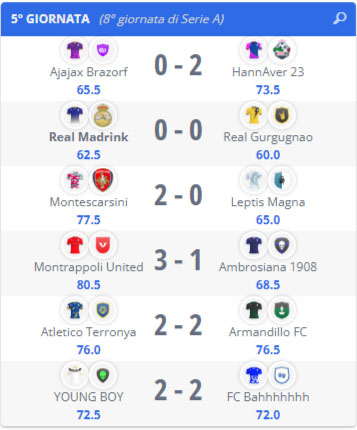 5° GIORNATA (8° giornata di Serie A)
Ajajax Brazorf 0 - 2 HannAver 23
65.5 73.5
Real Madrink 0 - 0 Real Gurgugnao
62.5 60.0
Montescarsini 2 - 0 Leptis Magna
77.5 65.0
Montrappoli United 3 - 1 Ambrosiana 1908
80.5 68.5
Atletico Terronya 2 - 2 Armandillo FC
76.0 76.5
YOUNG BOY 2 - 2 FC Bahhhhhhh
72.5 72.0